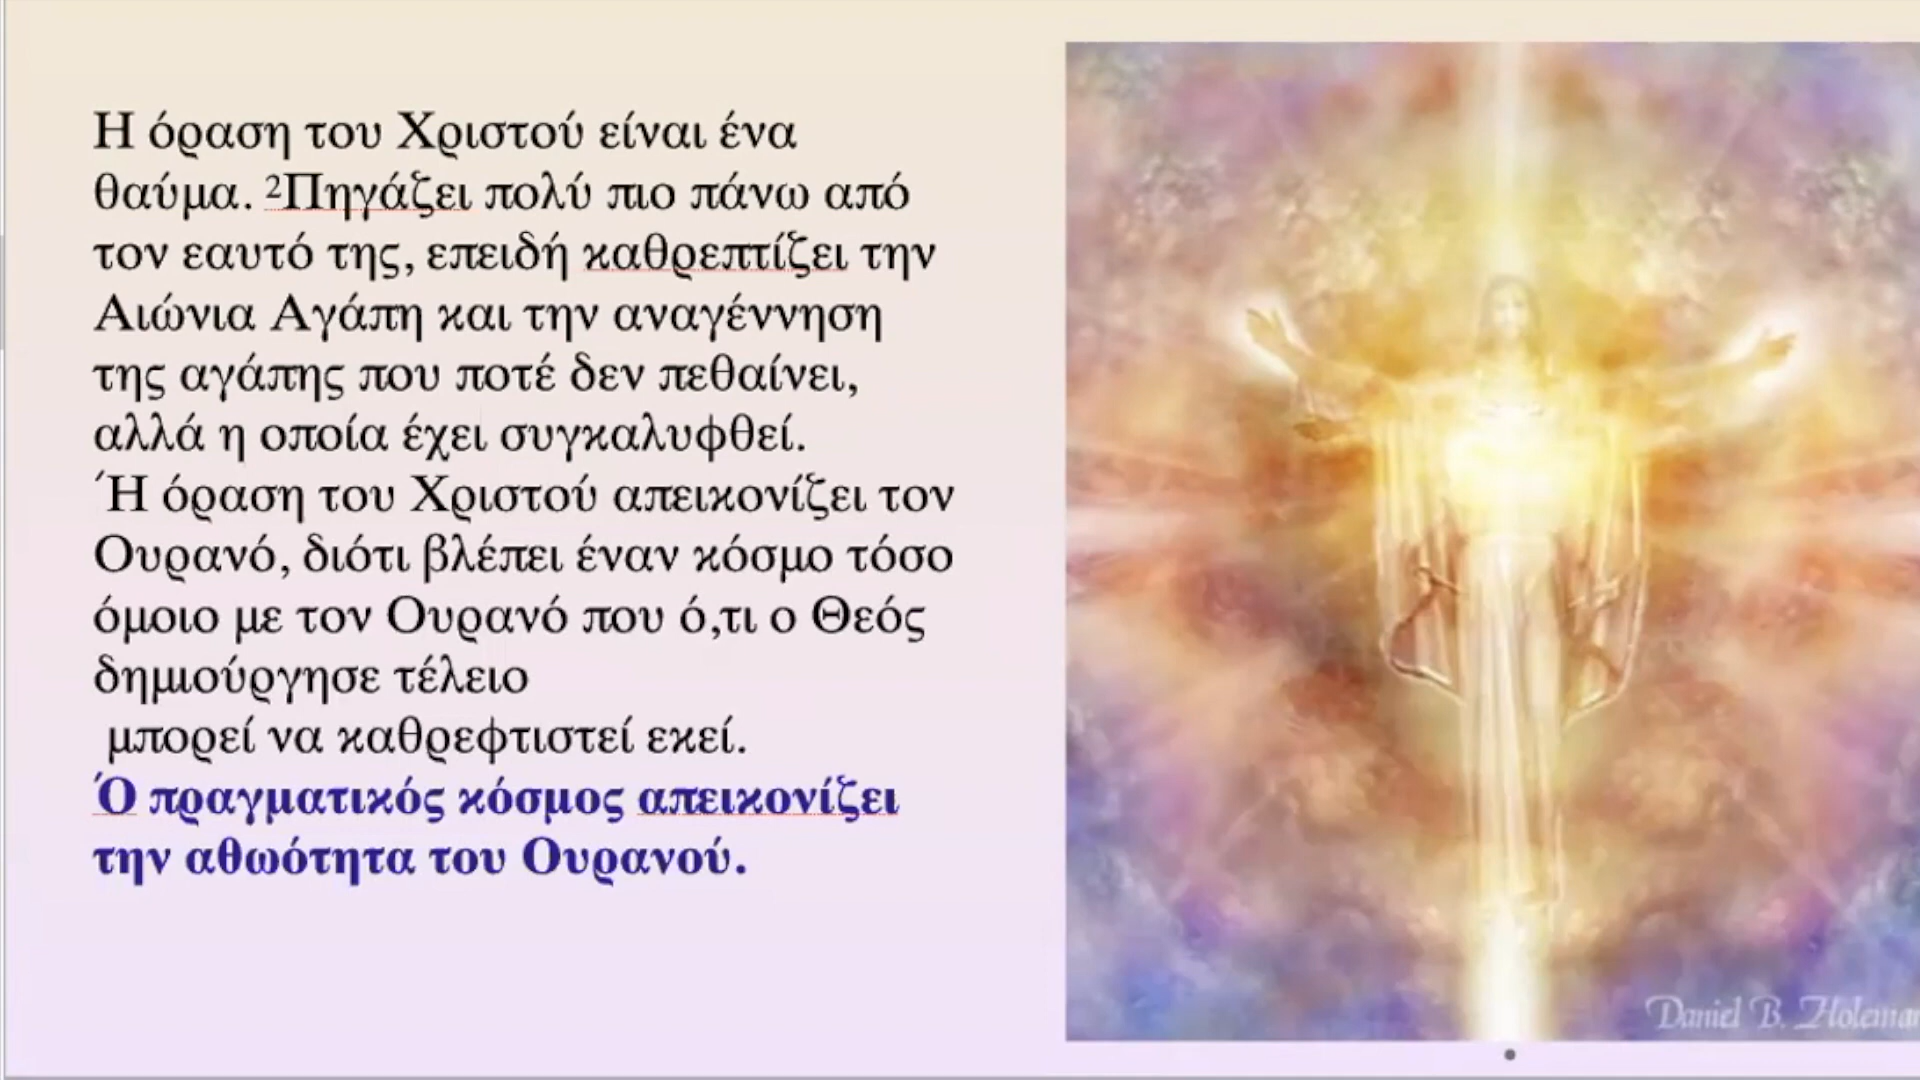 Η όραση του Χριστού είναι ένα
θαύμα. ²Πηγάζει πολύ πιο πάνω από
τον εαυτό της, επειδή καθρεπτίζει την
Αιώνια Αγάπη και την αναγέννηση
της αγάπης που ποτέ δεν πεθαίνει,
αλλά η οποία έχει συγκαλυφθεί.
Ή όραση του Χριστού απεικονίζει τον
Ουρανό, διότι βλέπει έναν κόσμο τόσο
όμοιο με τον Ουρανό που ό,τι ο Θεός
δημιούργησε τέλειο
μπορεί να καθρεφτιστεί εκεί.
Ό πραγματικός κόσμος απεικονίζει
την αθωότητα του Ουρανού.
Daniel B. Holeman